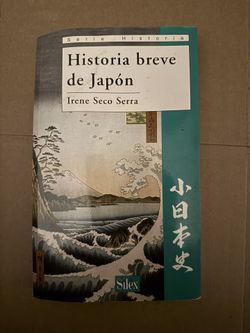 Serie Historia
Historia breve
de Japón
Irene Seco Serra
小日本史
Sílex